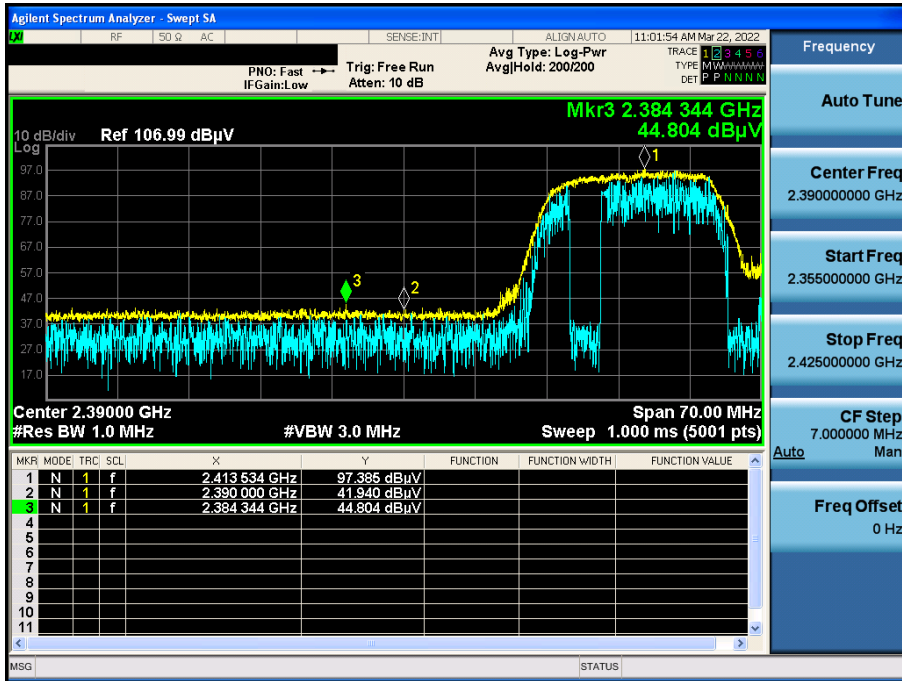 Agilent Spectrum Analyzer - Swept SA
LXI RF 50 Ω AC SENSE:INT ALIGN AUTO 11:01:54 AM Mar 22, 2022
PNO: Fast Trig: Free Run Avg Type: Log-Pwr TRACE 1 2 3 4 5 6
IFGain:Low Atten: 10 dB Avg|Hold: 200/200 TYPE M W
DET P P N N N N
Mkr3 2.384 344 GHz
44.804 dBµV
10 dB/div Ref 106.99 dBµV
Log
97.0
87.0
77.0
67.0
57.0
47.0
37.0
27.0
17.0
1
2
3
Center 2.39000 GHz Span 70.00 MHz
#Res BW 1.0 MHz #VBW 3.0 MHz Sweep 1.000 ms (5001 pts)
MKR MODE TRC SCL X Y FUNCTION FUNCTION WIDTH FUNCTION VALUE
1 N 1 f 2.413 534 GHz 97.385 dBµV
2 N 1 f 2.390 000 GHz 41.940 dBµV
3 N 1 f 2.384 344 GHz 44.804 dBµV
4
5
6
7
8
9
10
11
MSG STATUS
Frequency
Auto Tune
Center Freq
2.390000000 GHz
Start Freq
2.355000000 GHz
Stop Freq
2.425000000 GHz
CF Step
7.000000 MHz
Auto Man
Freq Offset
0 Hz